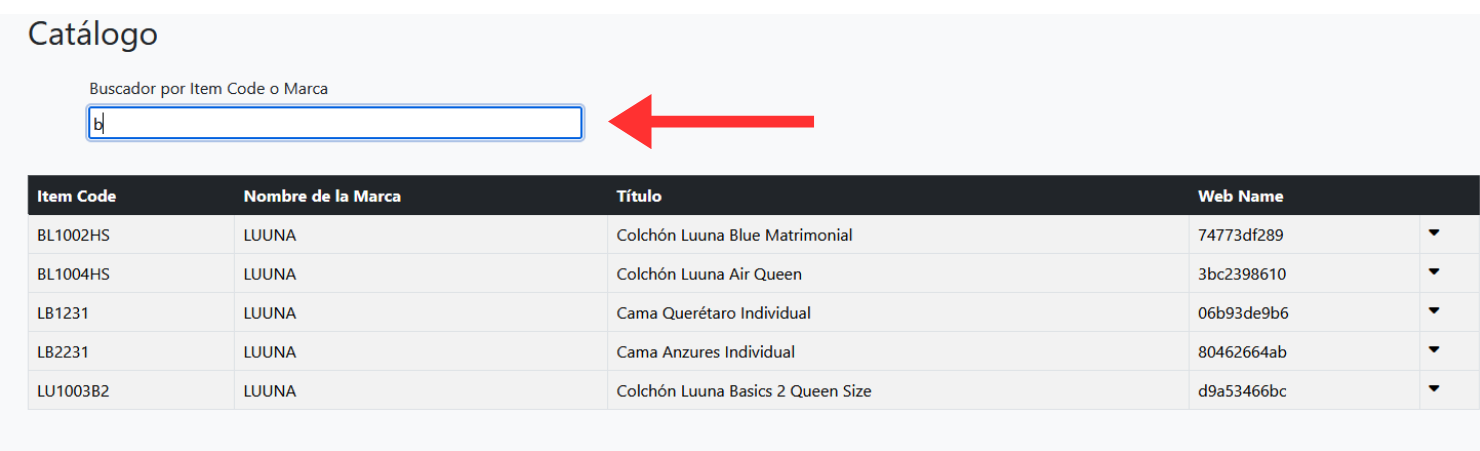 Catálogo
Buscador por Item Code o Marca
b
Item Code Nombre de la Marca Título Web Name
BL1002HS LUUNA Colchón Luuna Blue Matrimonial 74773df289
BL1004HS LUUNA Colchón Luuna Air Queen 3bc2398610
LB1231 LUUNA Cama Querétaro Individual 06b93de9b6
LB2231 LUUNA Cama Anzures Individual 80462664ab
LU1003B2 LUUNA Colchón Luuna Basics 2 Queen Size d9a53466bc